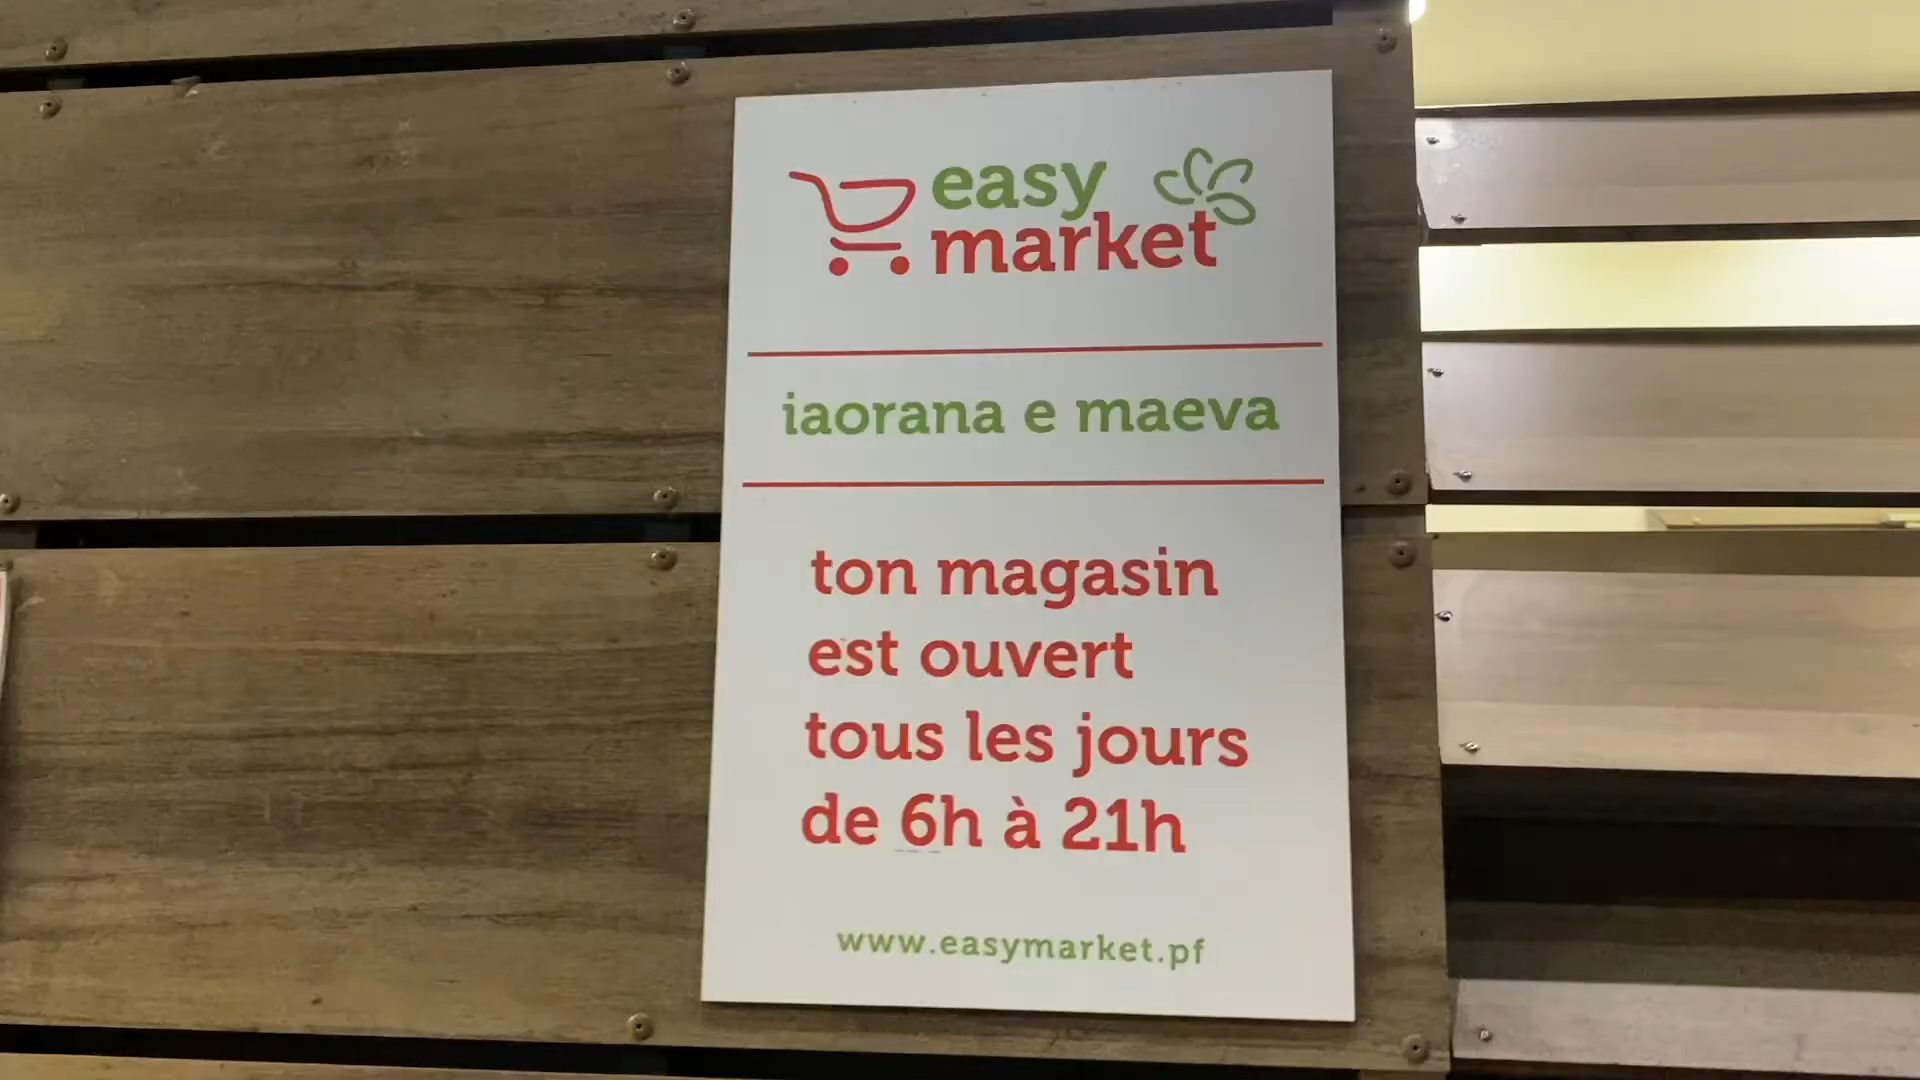 easy
market
iaorana e maeva
ton magasin
est ouvert
tous les jours
de 6h à 21h
www.easymarket.pf